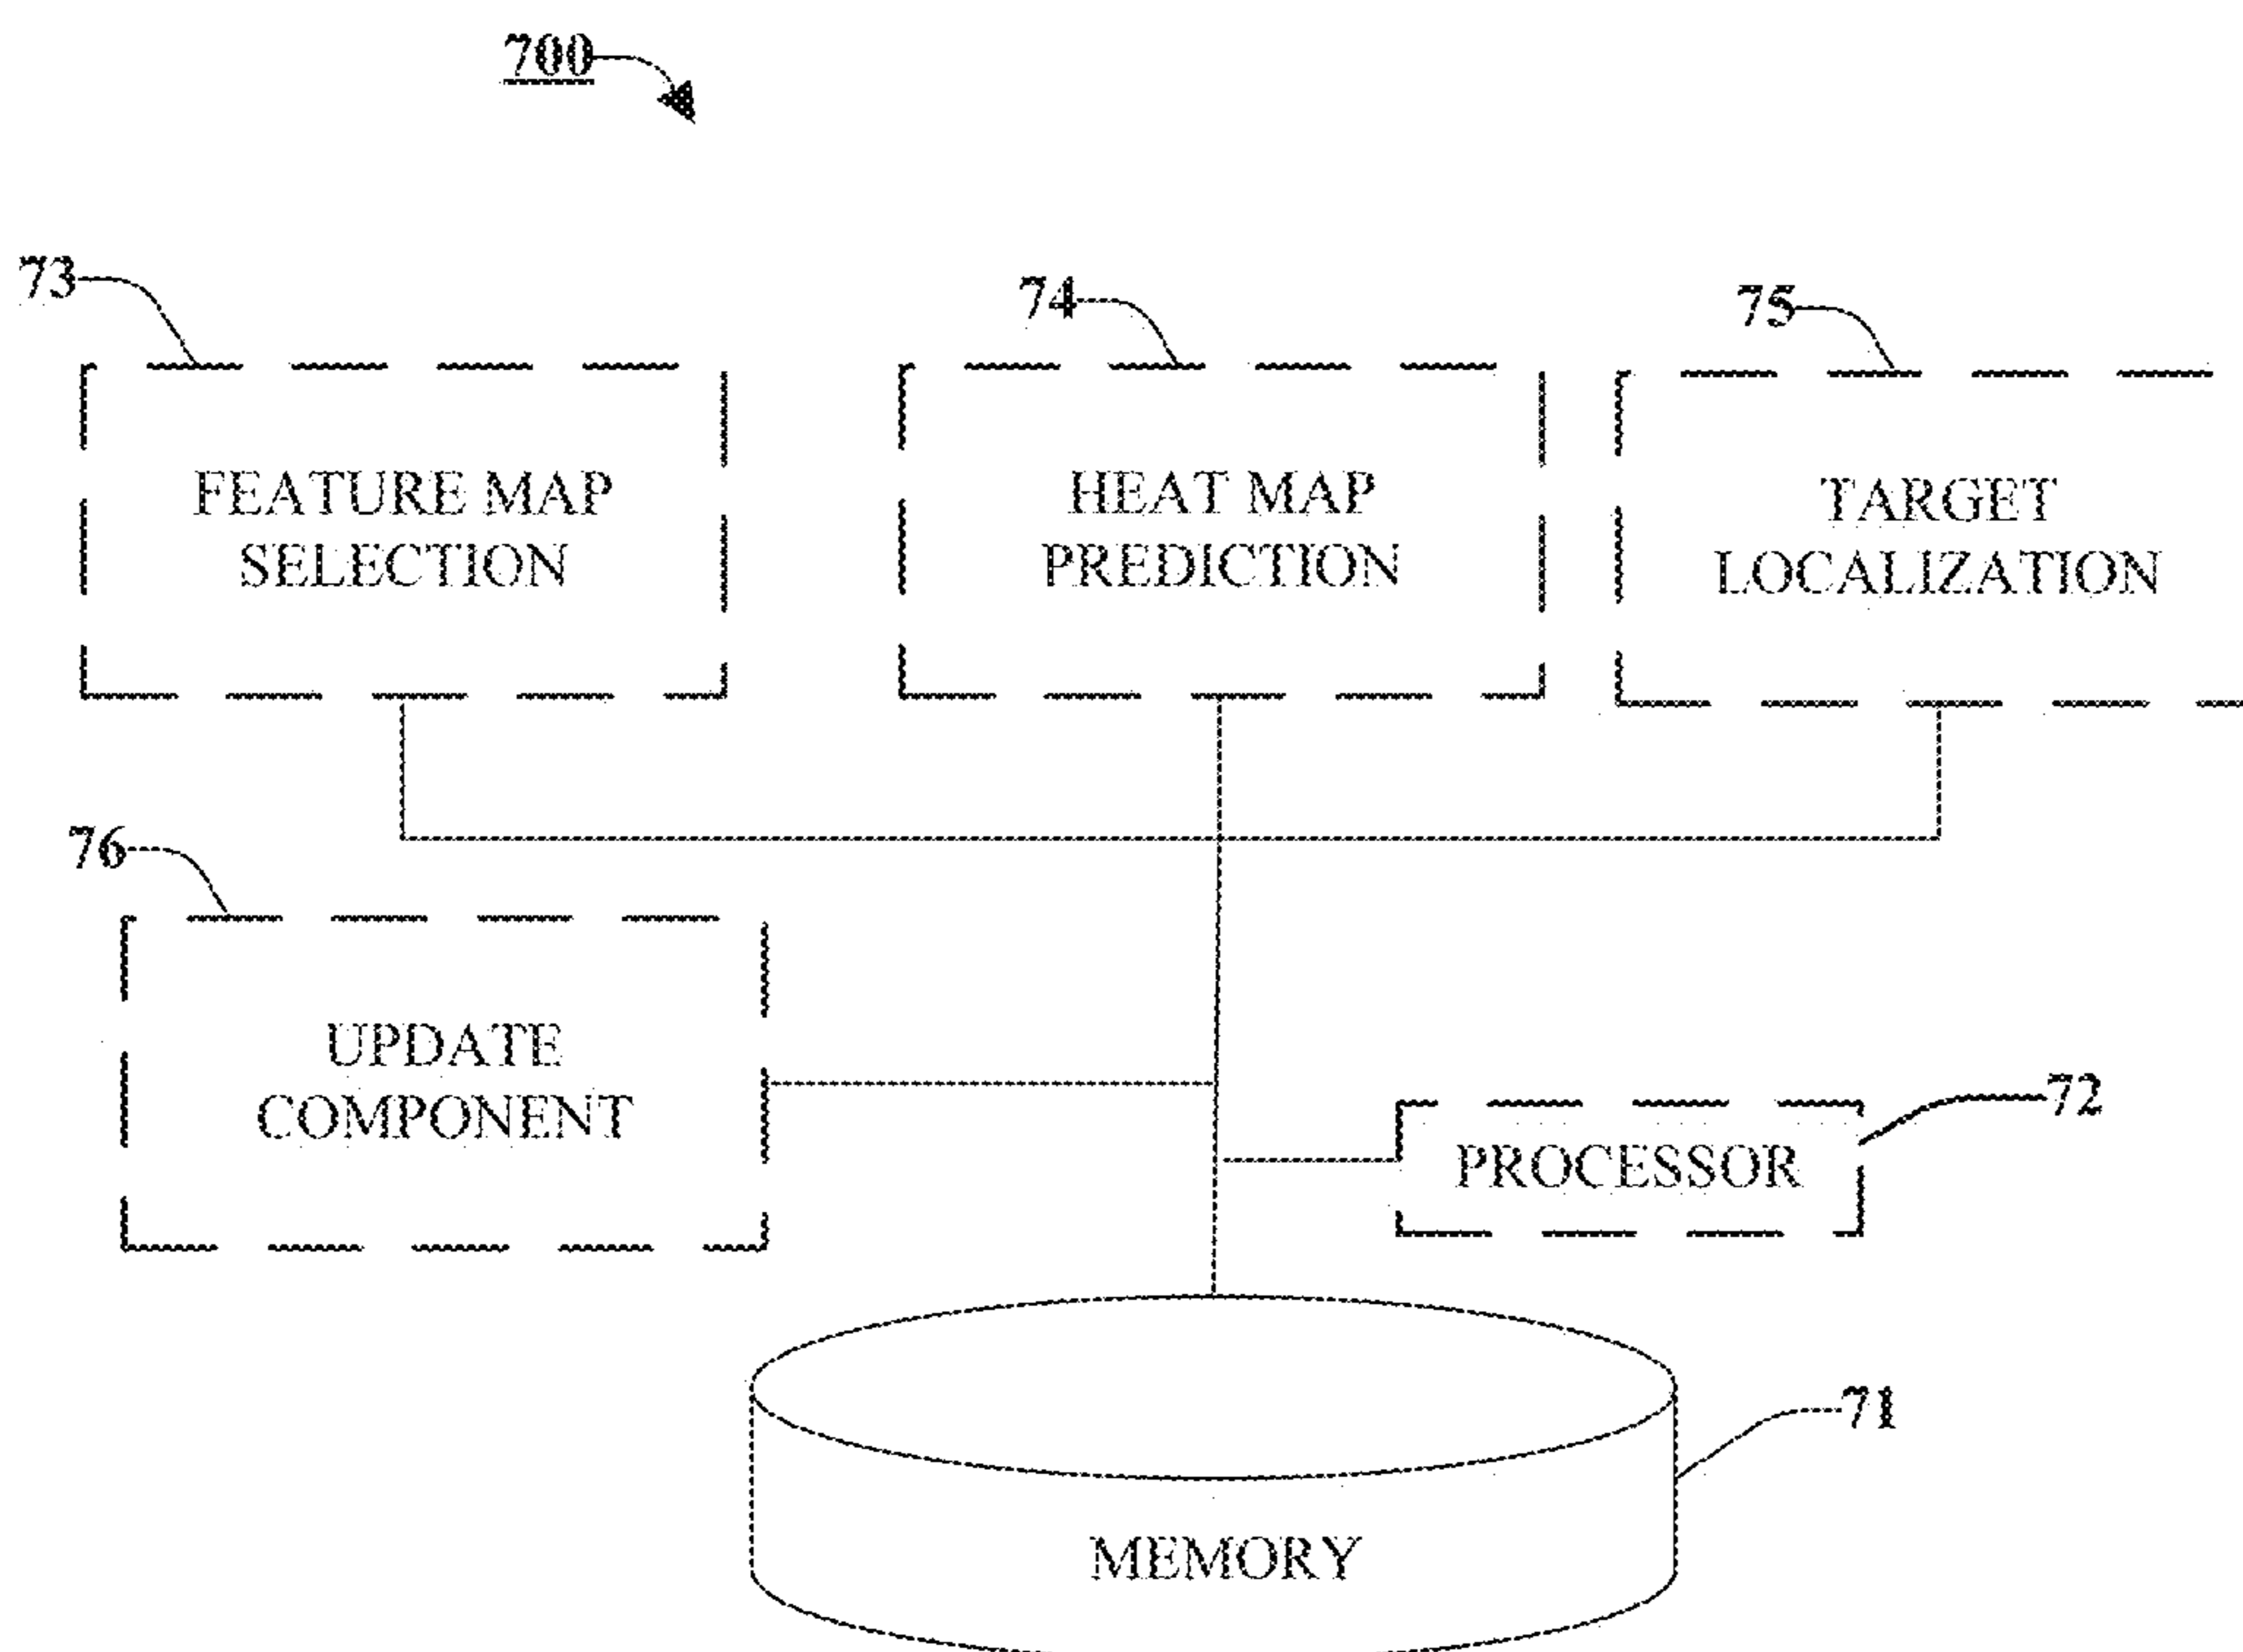 700
73
74
75
FEATURE MAP
SELECTION
HEAT MAP
PREDICTION
TARGET
LOCALIZATION
76
UPDATE
COMPONENT
72
PROCESSOR
71
MEMORY